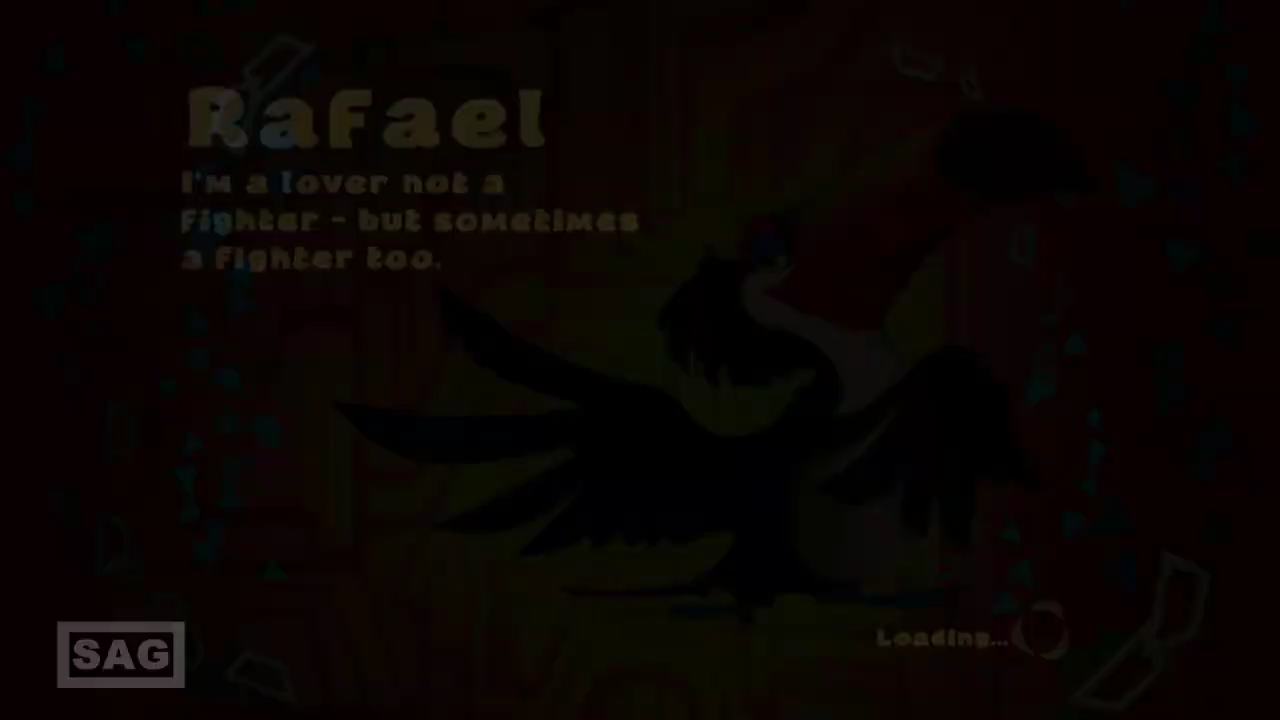 Rafael
I'm a lover not a
fighter - but sometimes
a fighter too.
Loading...
SAG